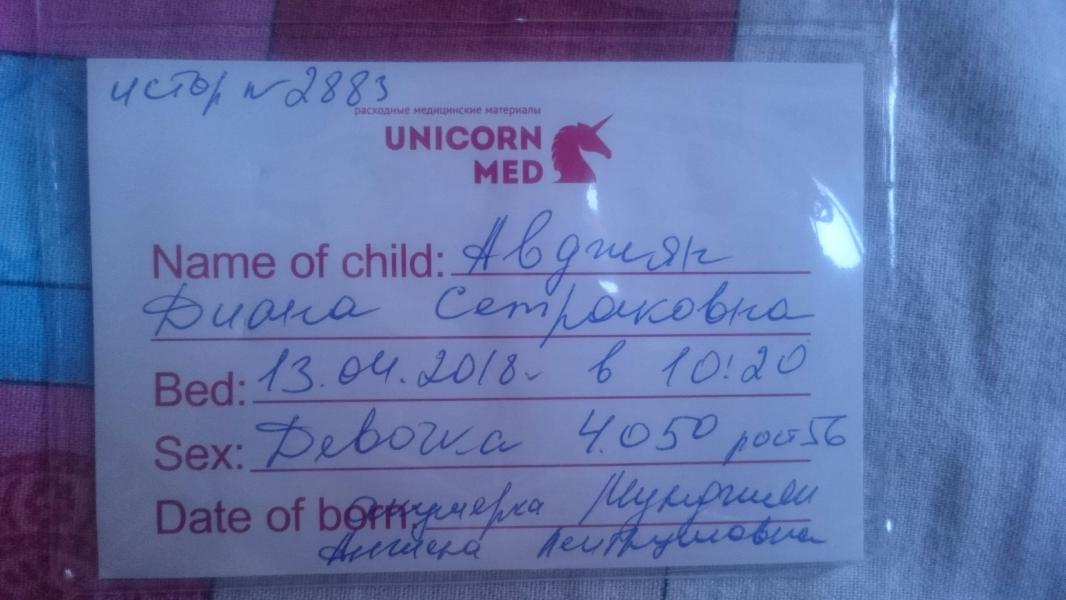 истор № 2883
расходные медицинские материалы
UNICORN
MED
Name of child: Авджян
Диана Сетраковна
Bed: 13.04.2018. в 10:20
Sex: Девочка 4.050 рост 56
Date of born: Акушерка